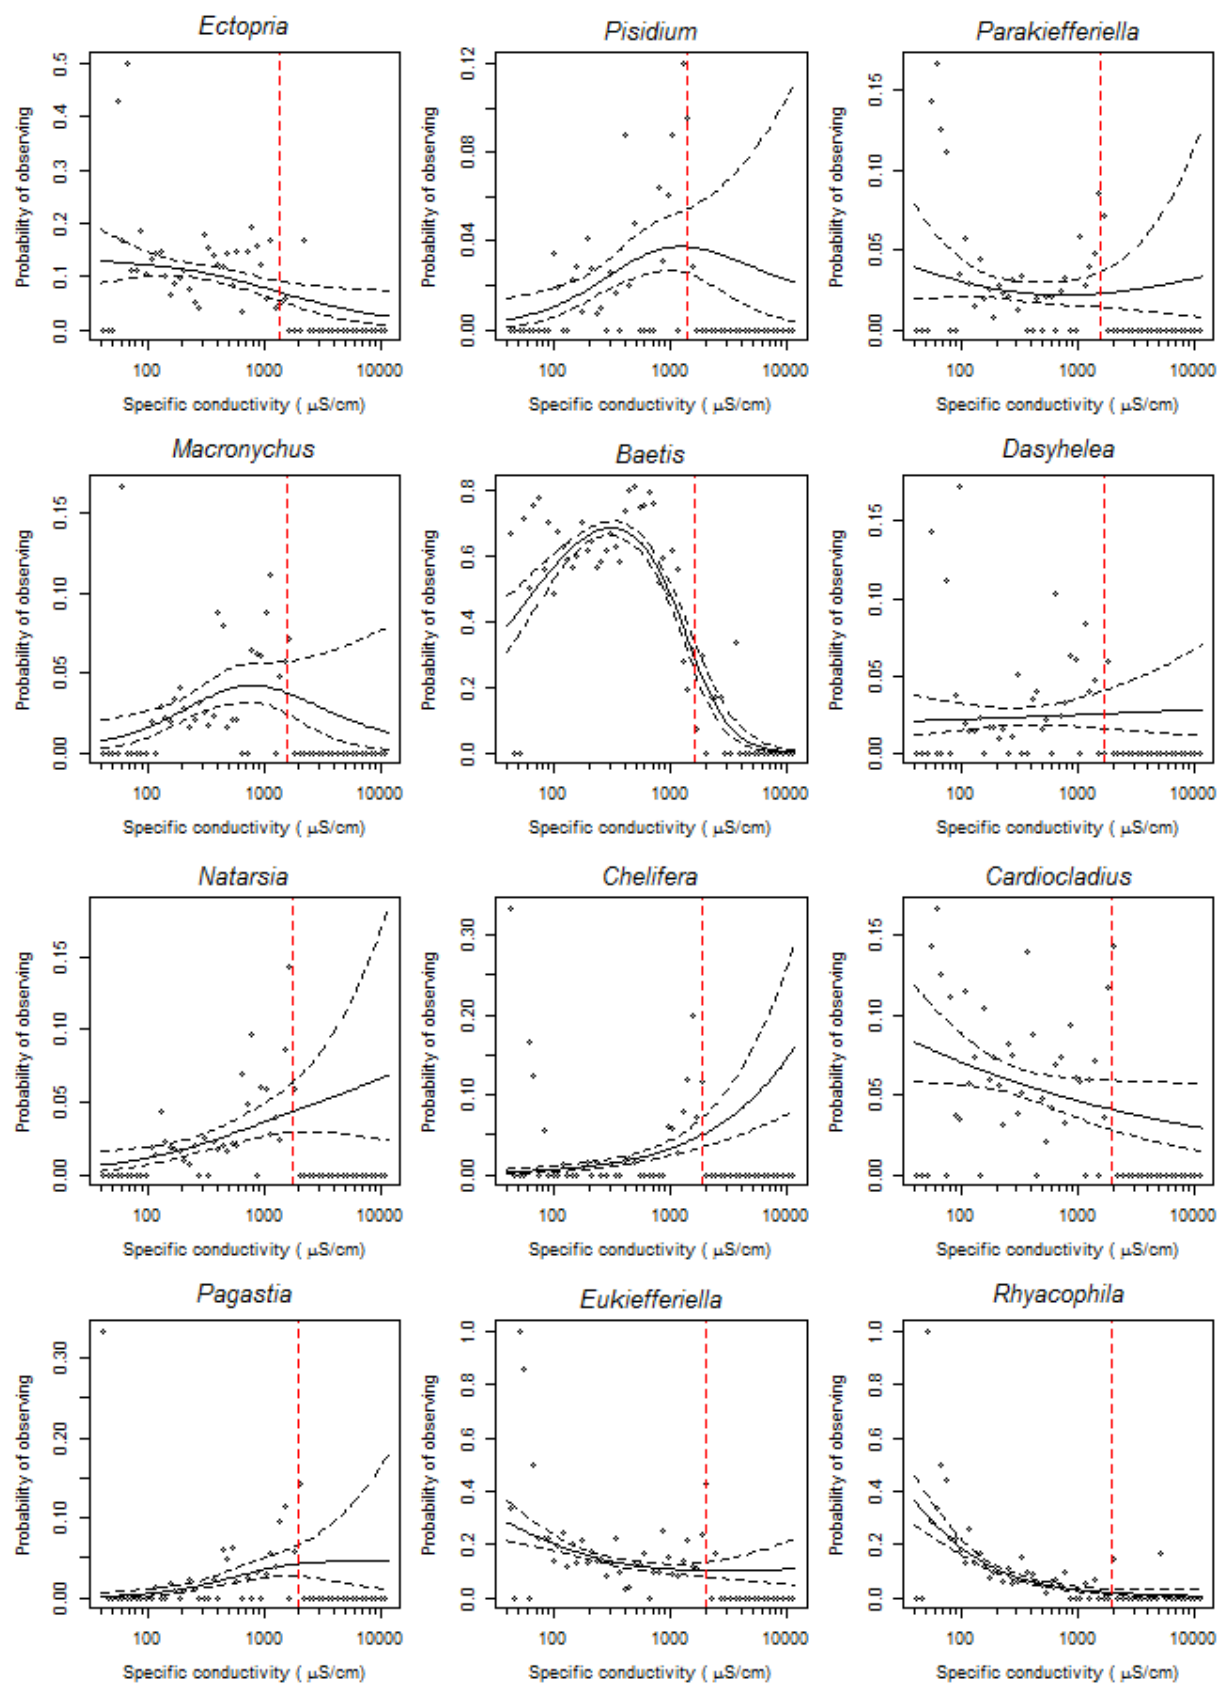 Ectopria
Pisidium
Parakiefferiella
Probability of observing
0.0 0.1 0.2 0.3 0.4 0.5
100 1000 10000
Specific conductivity ( μS/cm)
Probability of observing
0.00 0.04 0.08 0.12
100 1000 10000
Specific conductivity ( μS/cm)
Probability of observing
0.00 0.05 0.10 0.15
100 1000 10000
Specific conductivity ( μS/cm)
Macronychus
Baetis
Dasyhelea
Probability of observing
0.00 0.05 0.10 0.15
100 1000 10000
Specific conductivity ( μS/cm)
Probability of observing
0.0 0.2 0.4 0.6 0.8
100 1000 10000
Specific conductivity ( μS/cm)
Probability of observing
0.00 0.05 0.10 0.15
100 1000 10000
Specific conductivity ( μS/cm)
Natarsia
Chelifera
Cardiocladius
Probability of observing
0.00 0.05 0.10 0.15
100 1000 10000
Specific conductivity ( μS/cm)
Probability of observing
0.00 0.10 0.20 0.30
100 1000 10000
Specific conductivity ( μS/cm)
Probability of observing
0.00 0.05 0.10 0.15
100 1000 10000
Specific conductivity ( μS/cm)
Pagastia
Eukiefferiella
Rhyacophila
Probability of observing
0.00 0.10 0.20 0.30
100 1000 10000
Specific conductivity ( μS/cm)
Probability of observing
0.0 0.2 0.4 0.6 0.8 1.0
100 1000 10000
Specific conductivity ( μS/cm)
Probability of observing
0.0 0.2 0.4 0.6 0.8 1.0
100 1000 10000
Specific conductivity ( μS/cm)